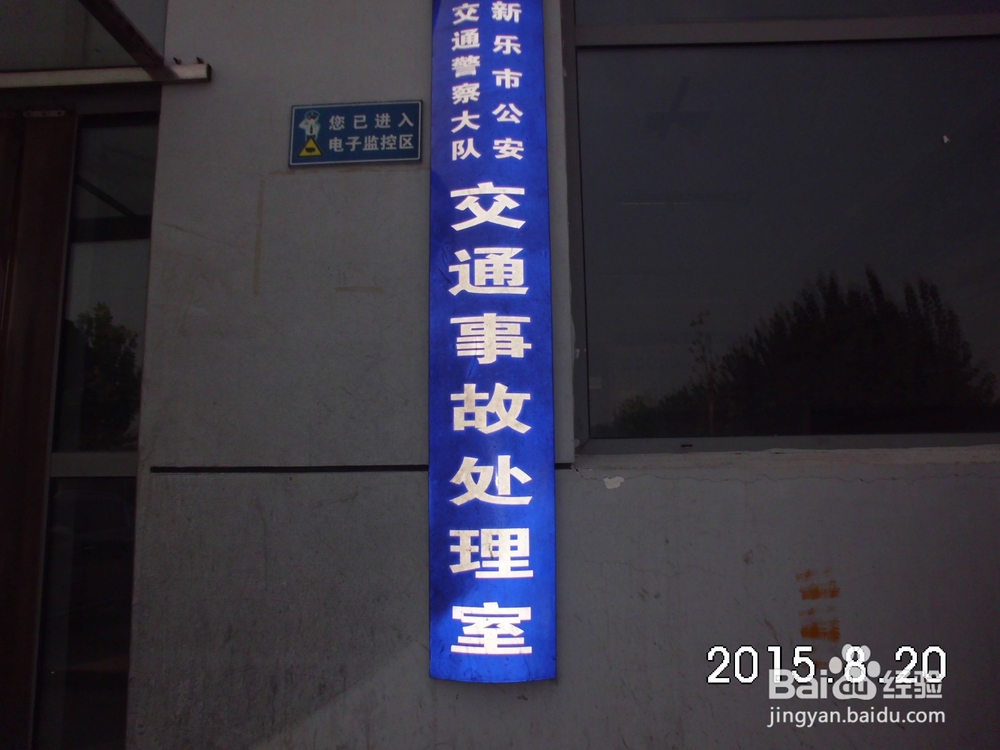 新乐市公安
交通警察大队
交通事故处理室
您已进入
电子监控区
2015.8.20
Baidu经验
jingyan.baidu.com